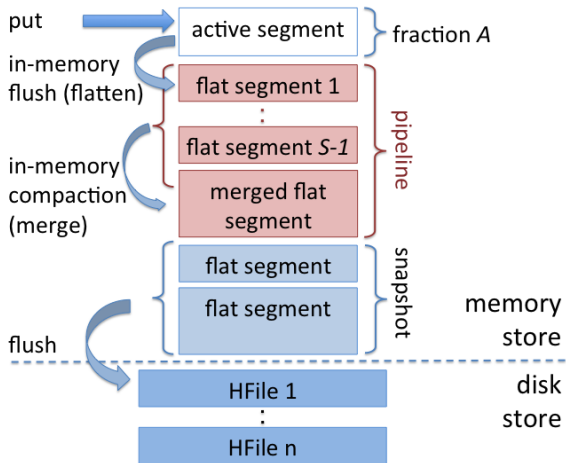 put
active segment
fraction A
in-memory
flush (flatten)
flat segment 1
⋮
flat segment S-1
pipeline
in-memory
compaction
(merge)
merged flat
segment
flat segment
flat segment
snapshot
memory
store
flush
HFile 1
⋮
HFile n
disk
store